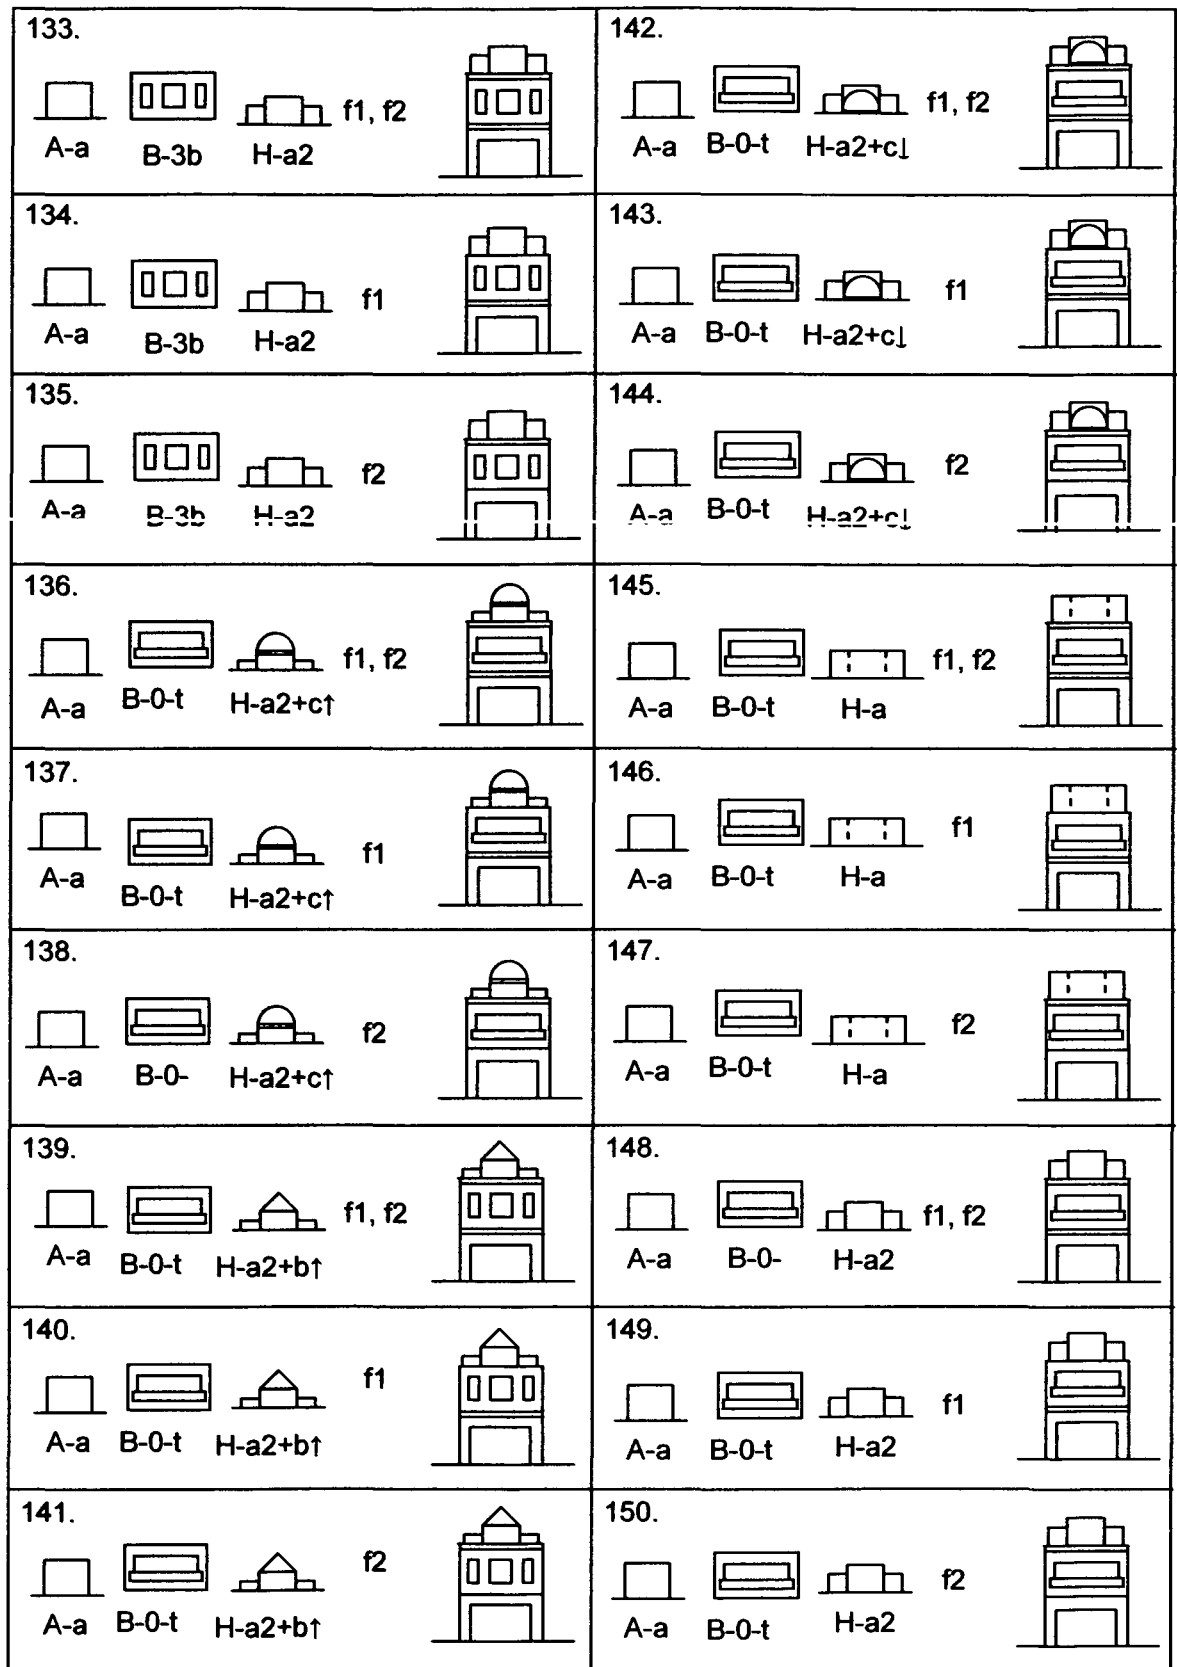 133.
f1, f2
A-a B-3b H-a2
134.
f1
A-a B-3b H-a2
135.
f2
A-a B-3b H-a2
136.
f1, f2
A-a B-0-t H-a2+c↑
137.
f1
A-a B-0-t H-a2+c↑
138.
f2
A-a B-0- H-a2+c↑
139.
f1, f2
A-a B-0-t H-a2+b↑
140.
f1
A-a B-0-t H-a2+b↑
141.
f2
A-a B-0-t H-a2+b↑
142.
f1, f2
A-a B-0-t H-a2+c↓
143.
f1
A-a B-0-t H-a2+c↓
144.
f2
A-a B-0-t H-a2+c↓
145.
f1, f2
A-a B-0-t H-a
146.
f1
A-a B-0-t H-a
147.
f2
A-a B-0-t H-a
148.
f1, f2
A-a B-0- H-a2
149.
f1
A-a B-0-t H-a2
150.
f2
A-a B-0-t H-a2